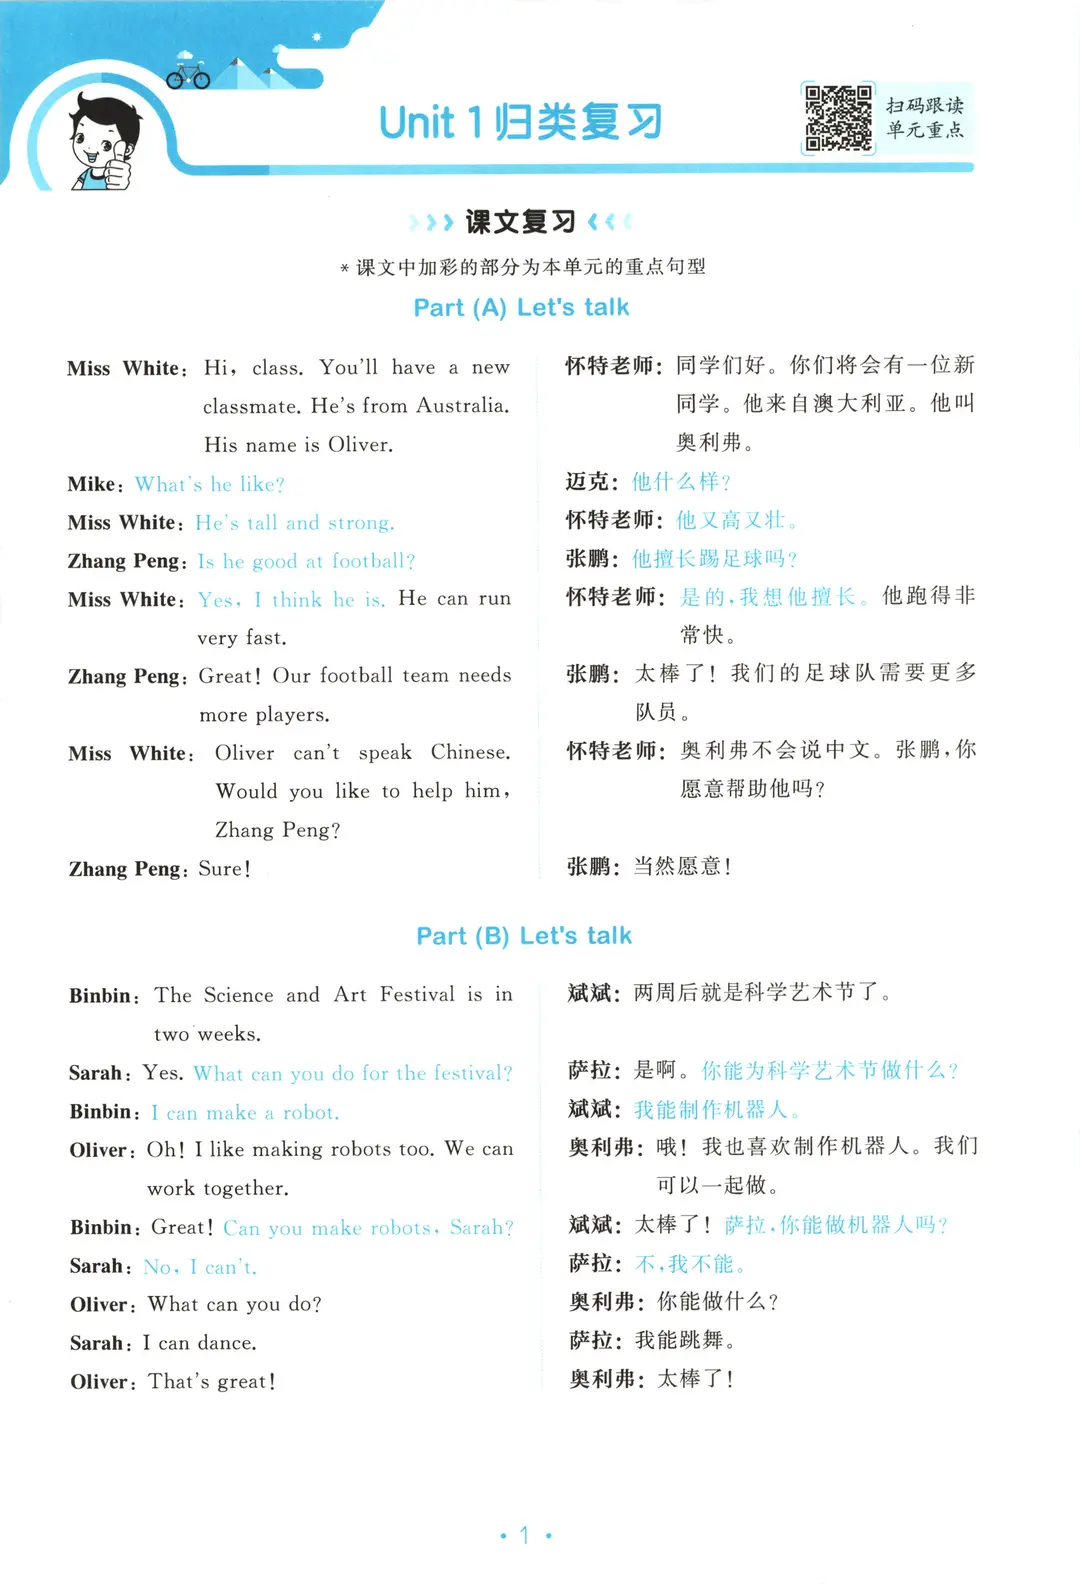 Unit 1归类复习
扫码跟读
单元重点
课文复习
*课文中加彩的部分为本单元的重点句型
Part (A) Let's talk
Miss White: Hi, class. You'll have a new
classmate. He's from Australia.
His name is Oliver.
Mike: What's he like?
Miss White: He's tall and strong.
Zhang Peng: Is he good at football?
Miss White: Yes, I think he is. He can run
very fast.
Zhang Peng: Great! Our football team needs
more players.
Miss White: Oliver can't speak Chinese.
Would you like to help him,
Zhang Peng?
Zhang Peng: Sure!
怀特老师：同学们好。你们将会有一位新
同学。他来自澳大利亚。他叫
奥利弗。
迈克：他什么样？
怀特老师：他又高又壮。
张鹏：他擅长踢足球吗？
怀特老师：是的,我想他擅长。他跑得非
常快。
张鹏：太棒了！我们的足球队需要更多
队员。
怀特老师：奥利弗不会说中文。张鹏,你
愿意帮助他吗？
张鹏：当然愿意！
Part (B) Let's talk
Binbin: The Science and Art Festival is in
two weeks.
Sarah: Yes. What can you do for the festival?
Binbin: I can make a robot.
Oliver: Oh! I like making robots too. We can
work together.
Binbin: Great! Can you make robots, Sarah?
Sarah: No, I can't.
Oliver: What can you do?
Sarah: I can dance.
Oliver: That's great!
斌斌：两周后就是科学艺术节了。
萨拉：是啊。你能为科学艺术节做什么？
斌斌：我能制作机器人。
奥利弗：哦！我也喜欢制作机器人。我们
可以一起做。
斌斌：太棒了！萨拉,你能做机器人吗？
萨拉：不,我不能。
奥利弗：你能做什么？
萨拉：我能跳舞。
奥利弗：太棒了！
• 1 •